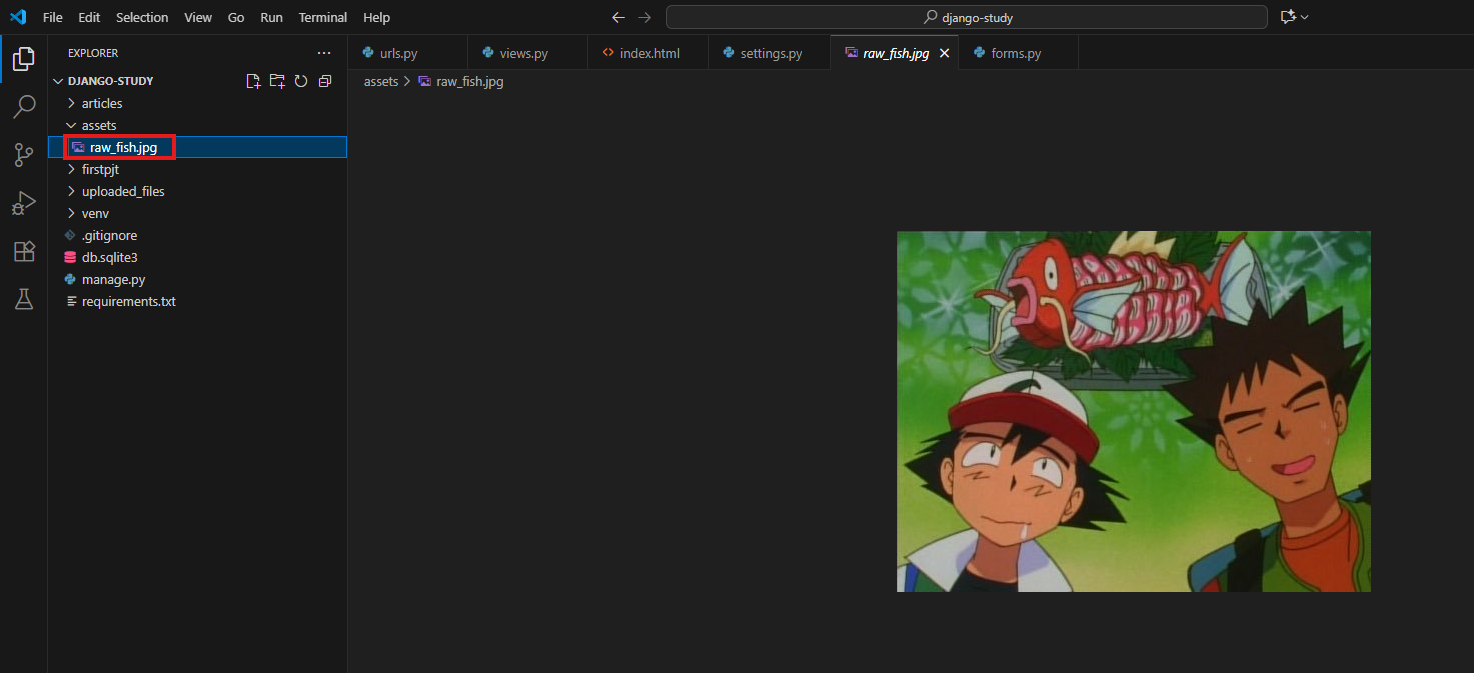 File Edit Selection View Go Run Terminal Help django-study
EXPLORER
urls.py views.py index.html settings.py raw_fish.jpg forms.py
DJANGO-STUDY
assets raw_fish.jpg
articles
assets
raw_fish.jpg
firstpjt
uploaded_files
venv
.gitignore
db.sqlite3
manage.py
requirements.txt